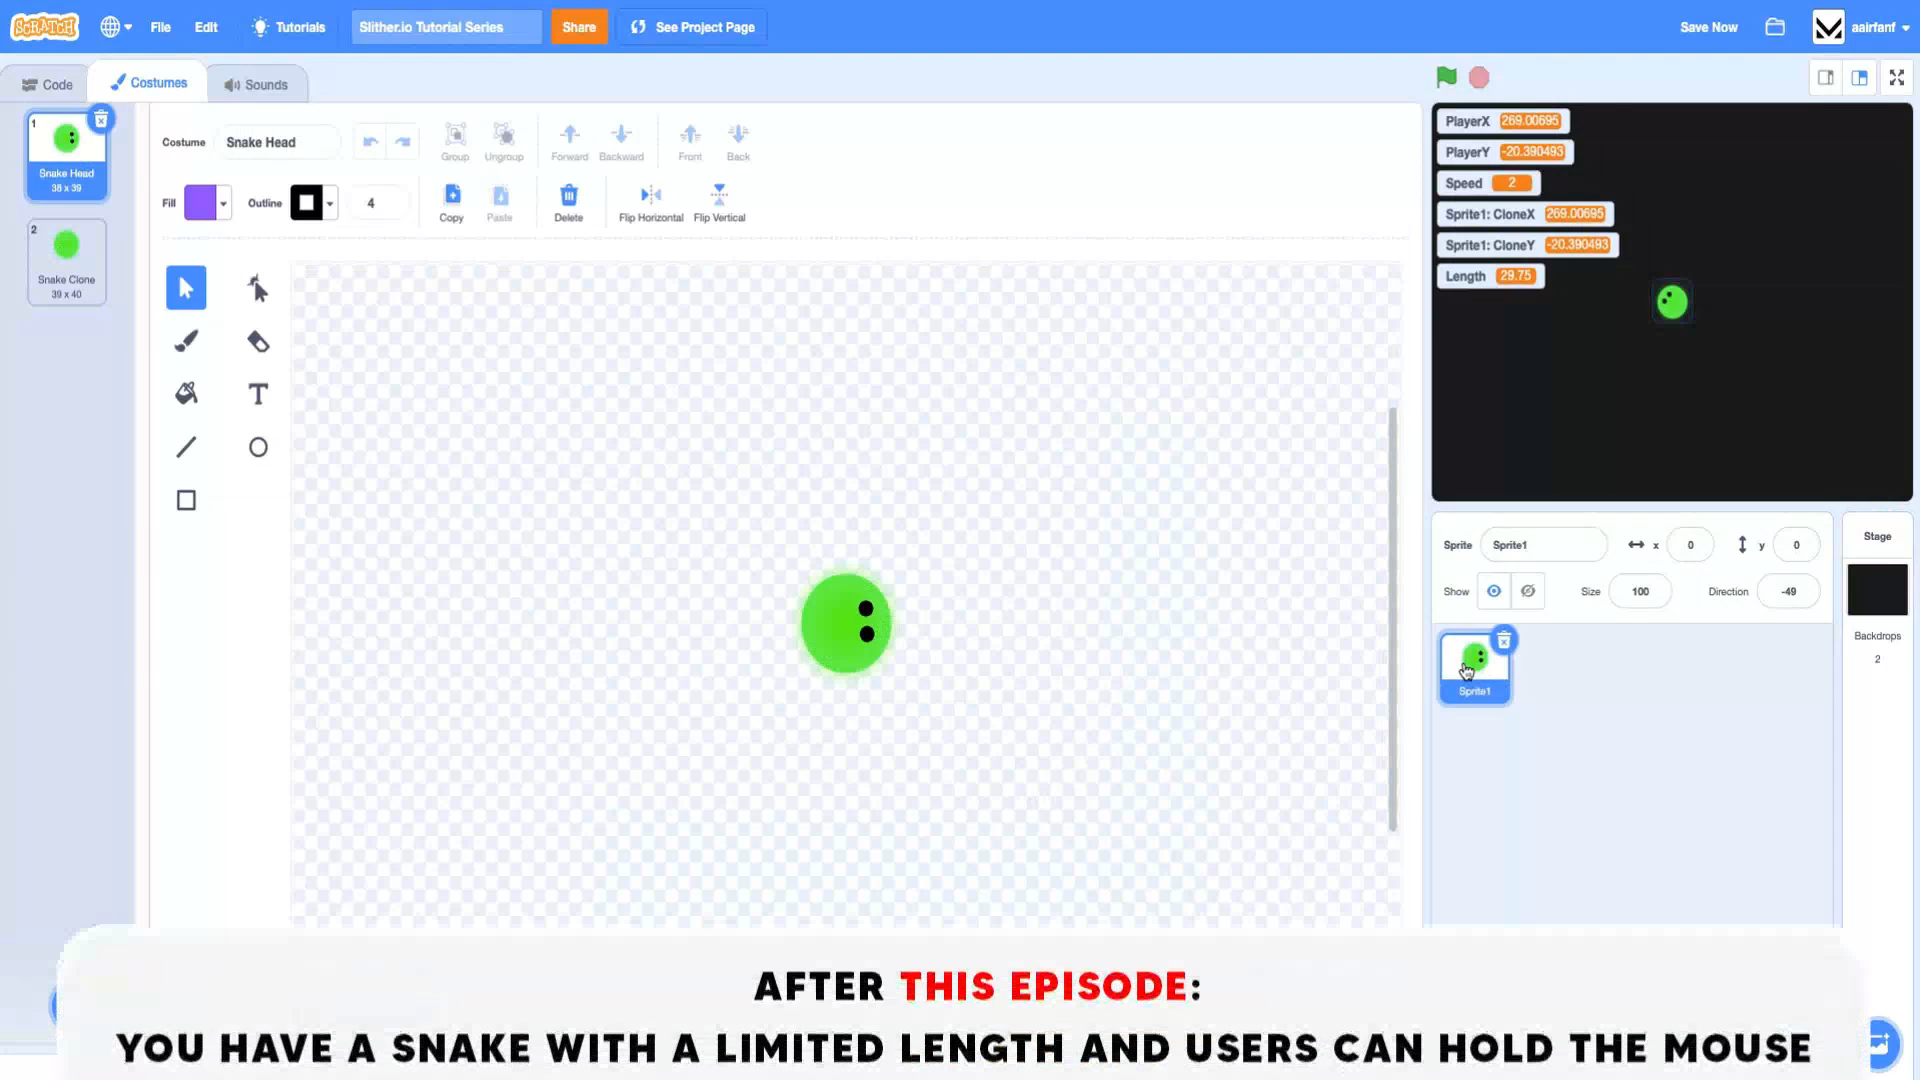 SCRATCH
File
Edit
Tutorials
Slither.io Tutorial Series
Share
See Project Page
Save Now
aairfanf
Code
Costumes
Sounds
1
Snake Head
38 x 39
2
Snake Clone
39 x 40
Costume
Snake Head
Group
Ungroup
Forward
Backward
Front
Back
Fill
Outline
4
Copy
Paste
Delete
Flip Horizontal
Flip Vertical
T
PlayerX 269.00695
PlayerY -20.390493
Speed 2
Sprite1: CloneX 269.00695
Sprite1: CloneY -20.390493
Length 29.75
Sprite
Sprite1
x
0
y
0
Show
Size
100
Direction
-49
Sprite1
Stage
Backdrops
2
AFTER THIS EPISODE:
YOU HAVE A SNAKE WITH A LIMITED LENGTH AND USERS CAN HOLD THE MOUSE